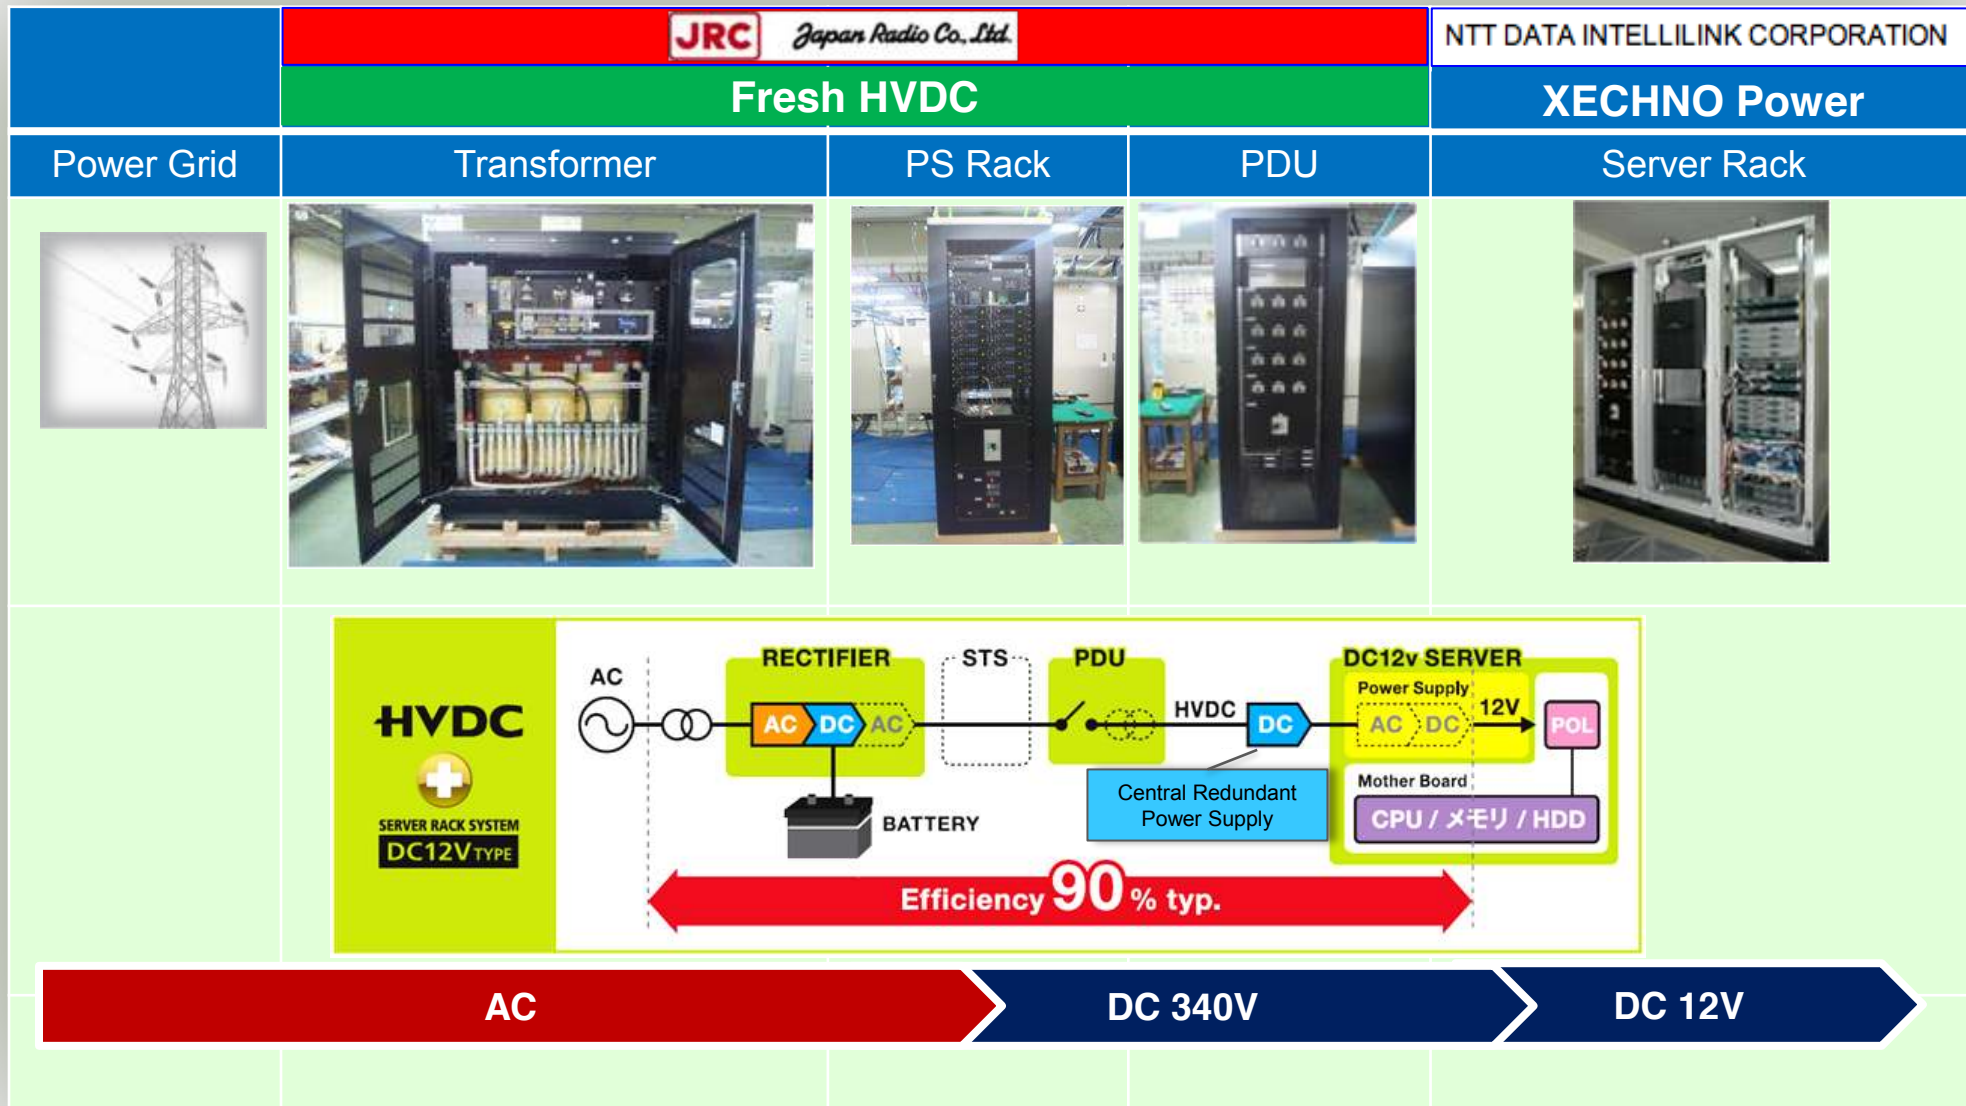 JRC Japan Radio Co., Ltd.
NTT DATA INTELLILINK CORPORATION
Fresh HVDC
XECHNO Power
Power Grid
Transformer
PS Rack
PDU
Server Rack
HVDC
SERVER RACK SYSTEM
DC12V TYPE
AC
RECTIFIER
AC DC AC
BATTERY
STS
PDU
HVDC
DC
Central Redundant
Power Supply
DC12v SERVER
Power Supply
AC DC
12V
POL
Mother Board
CPU / メモリ / HDD
Efficiency 90 % typ.
AC
DC 340V
DC 12V